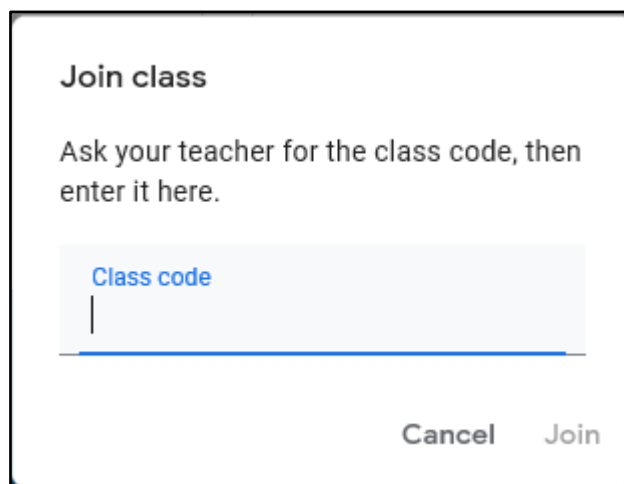 Join class
Ask your teacher for the class code, then
enter it here.
Class code
Cancel Join